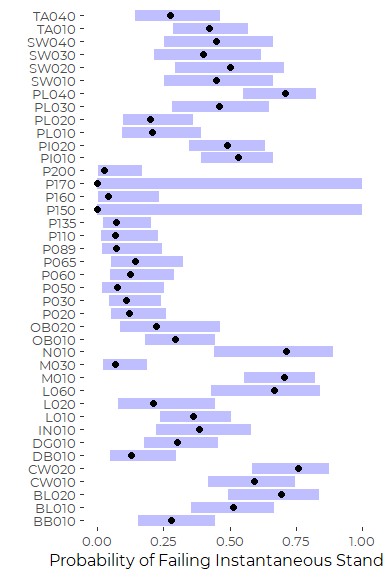 TA040
TA010
SW040
SW030
SW020
SW010
PL040
PL030
PL020
PL010
PI020
PI010
P200
P170
P160
P150
P135
P110
P089
P065
P060
P050
P030
P020
OB020
OB010
N010
M030
M010
L060
L020
L010
IN010
DG010
DB010
CW020
CW010
BL020
BL010
BB010
0.00 0.25 0.50 0.75 1.00
Probability of Failing Instantaneous Stand